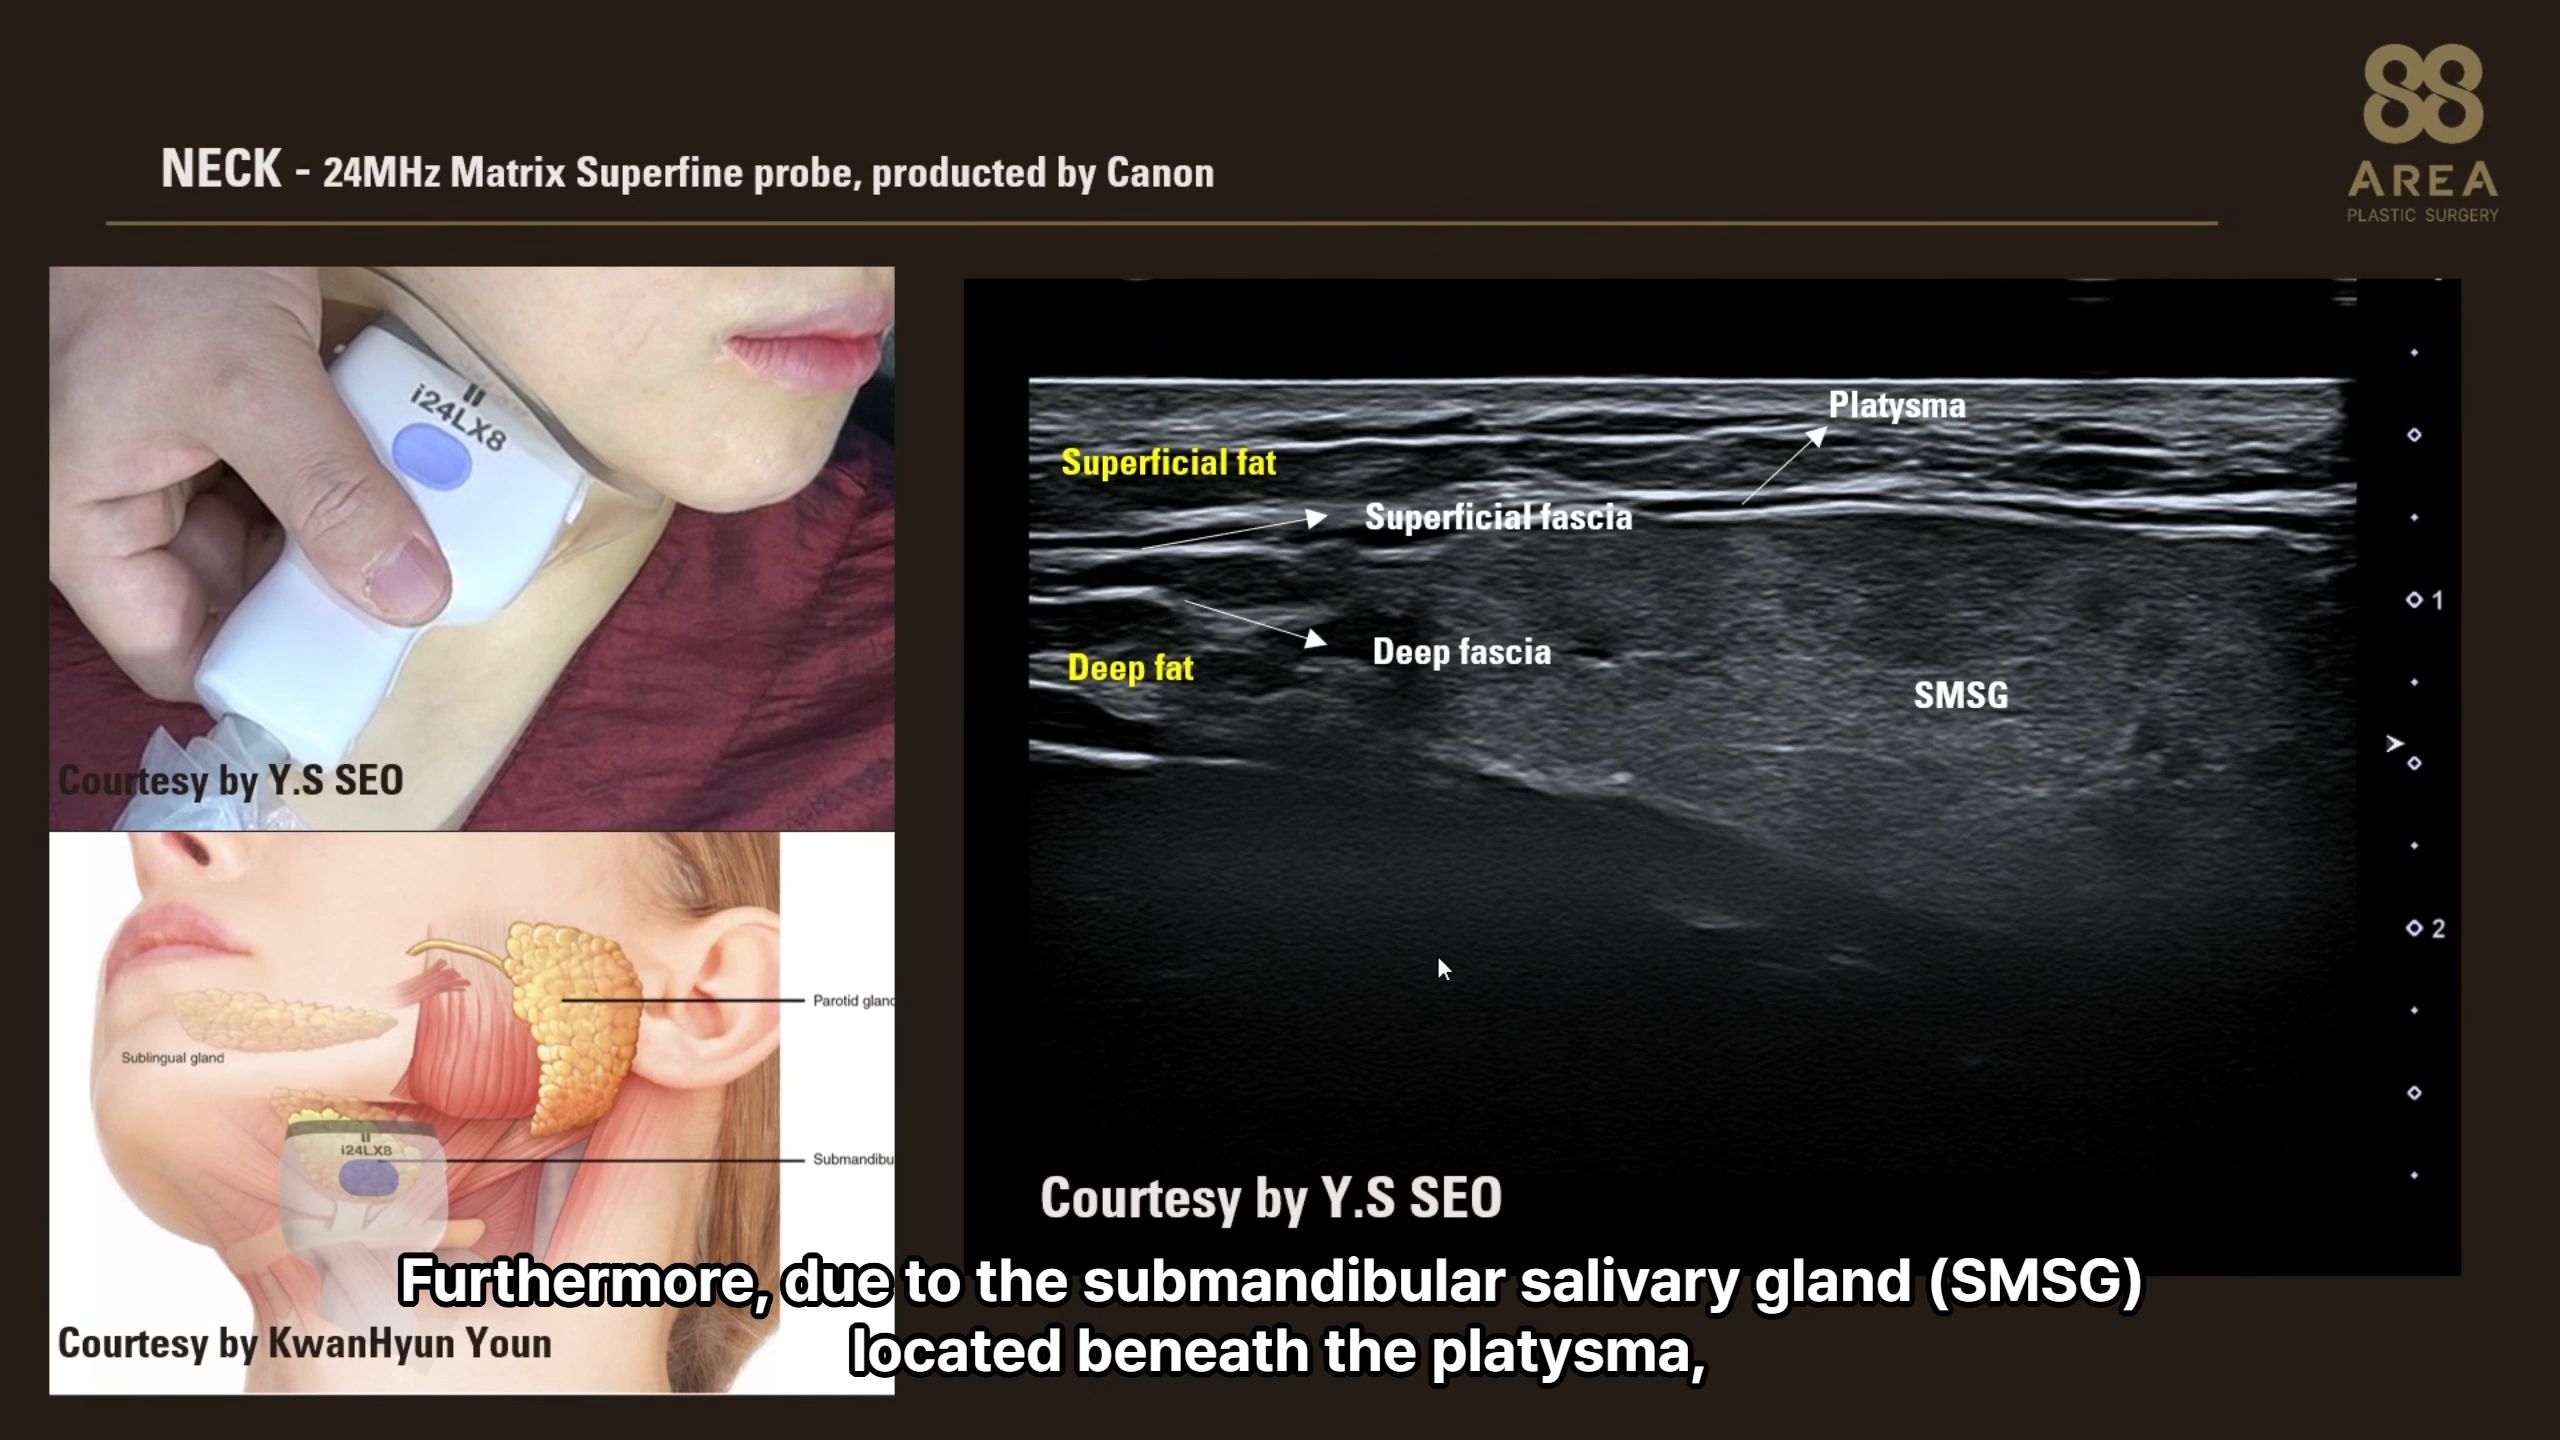 88
AREA
PLASTIC SURGERY
NECK - 24MHz Matrix Superfine probe, producted by Canon
i24LX8
Courtesy by Y.S SEO
Parotid gland
Sublingual gland
i24LX8
Submandibu
Courtesy by KwanHyun Youn
Platysma
Superficial fat
Superficial fascia
Deep fascia
Deep fat
SMSG
1
2
Courtesy by Y.S SEO
Furthermore, due to the submandibular salivary gland (SMSG)
located beneath the platysma,